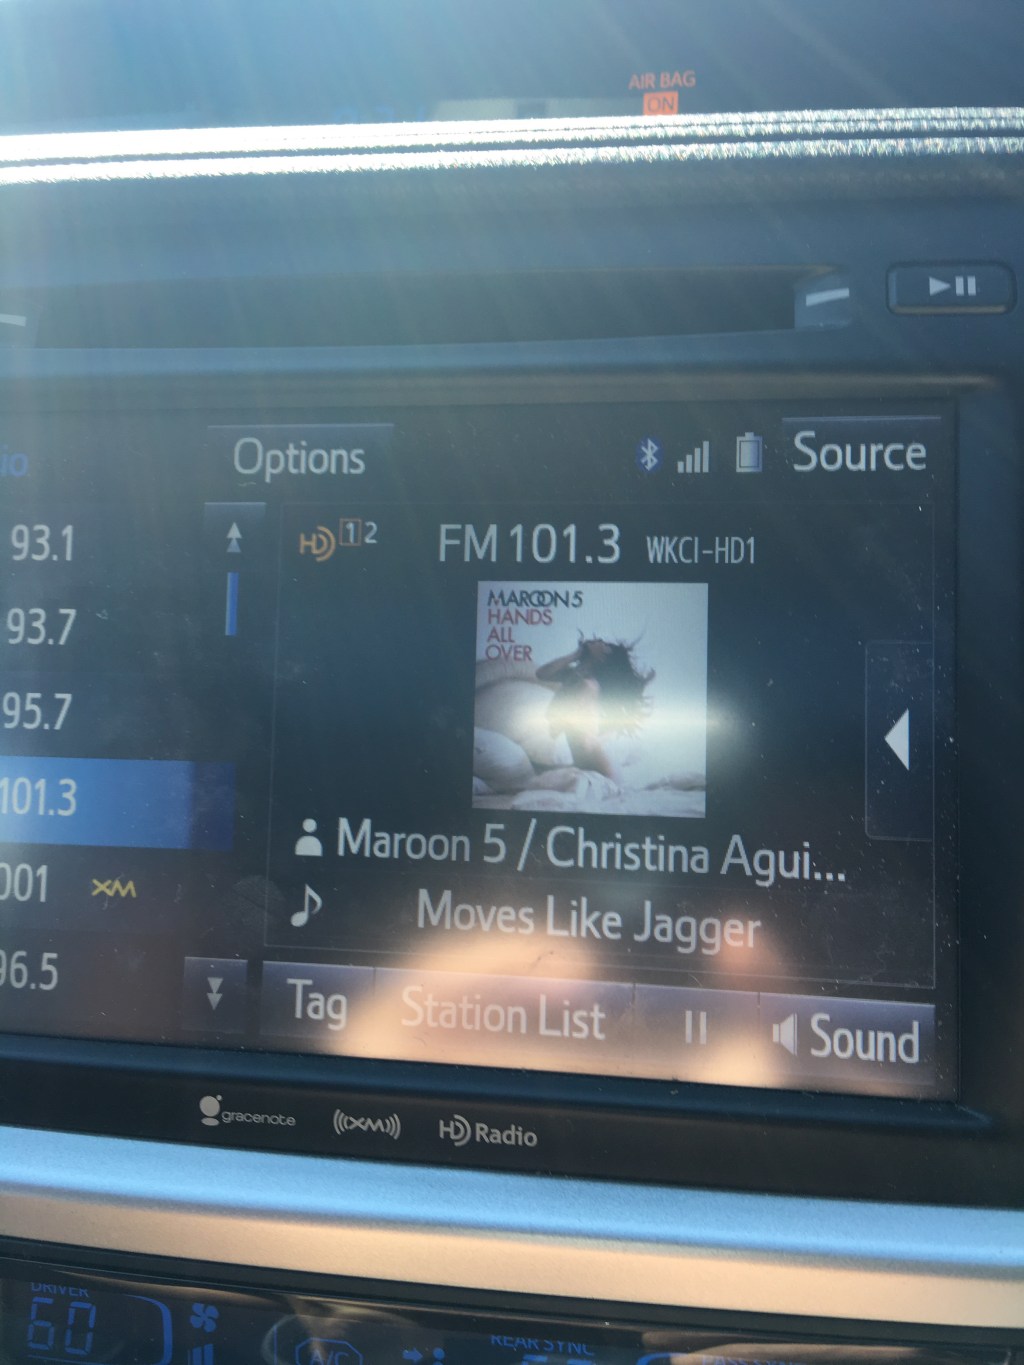 AIR BAG
ON
Options
Source
93.1
HD 1 2
FM 101.3 WKCI-HD1
93.7
MAROON 5
HANDS
ALL
OVER
95.7
101.3
Maroon 5 / Christina Agui...
001 XM
Moves Like Jagger
96.5
Tag
Station List
Sound
gracenote
((XM))
HD Radio
DRIVER
60
A/C
REAR SYNC